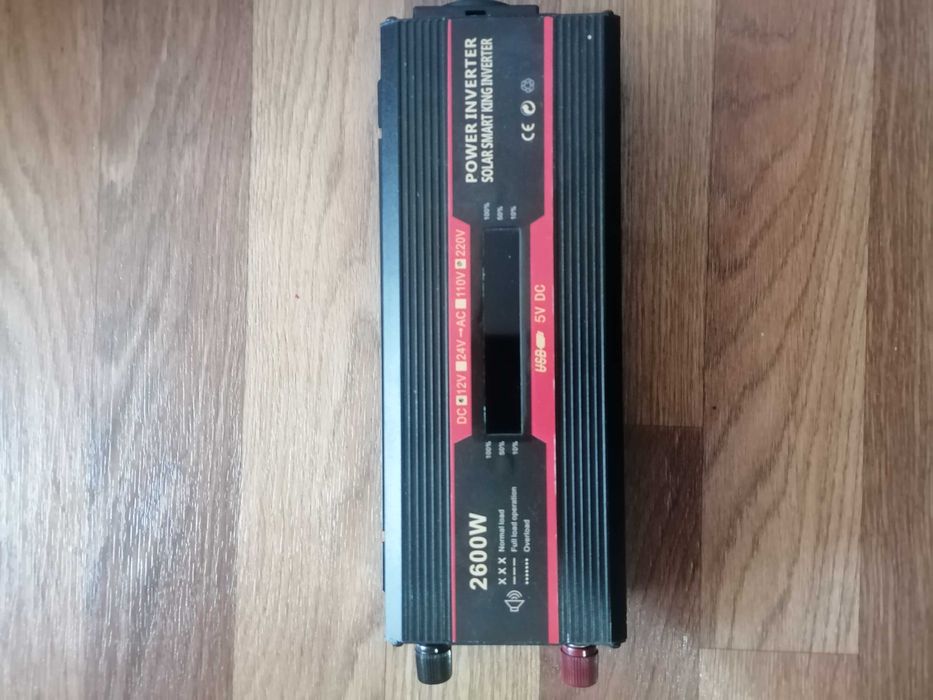 2600W
X X X Normal load
— — — Full load operation
••••••• Overload
DC 12V 24V → AC 110V 220V
100%
50%
10%
100%
50%
10%
USB 5V DC
POWER INVERTER
SOLAR SMART KING INVERTER
CE